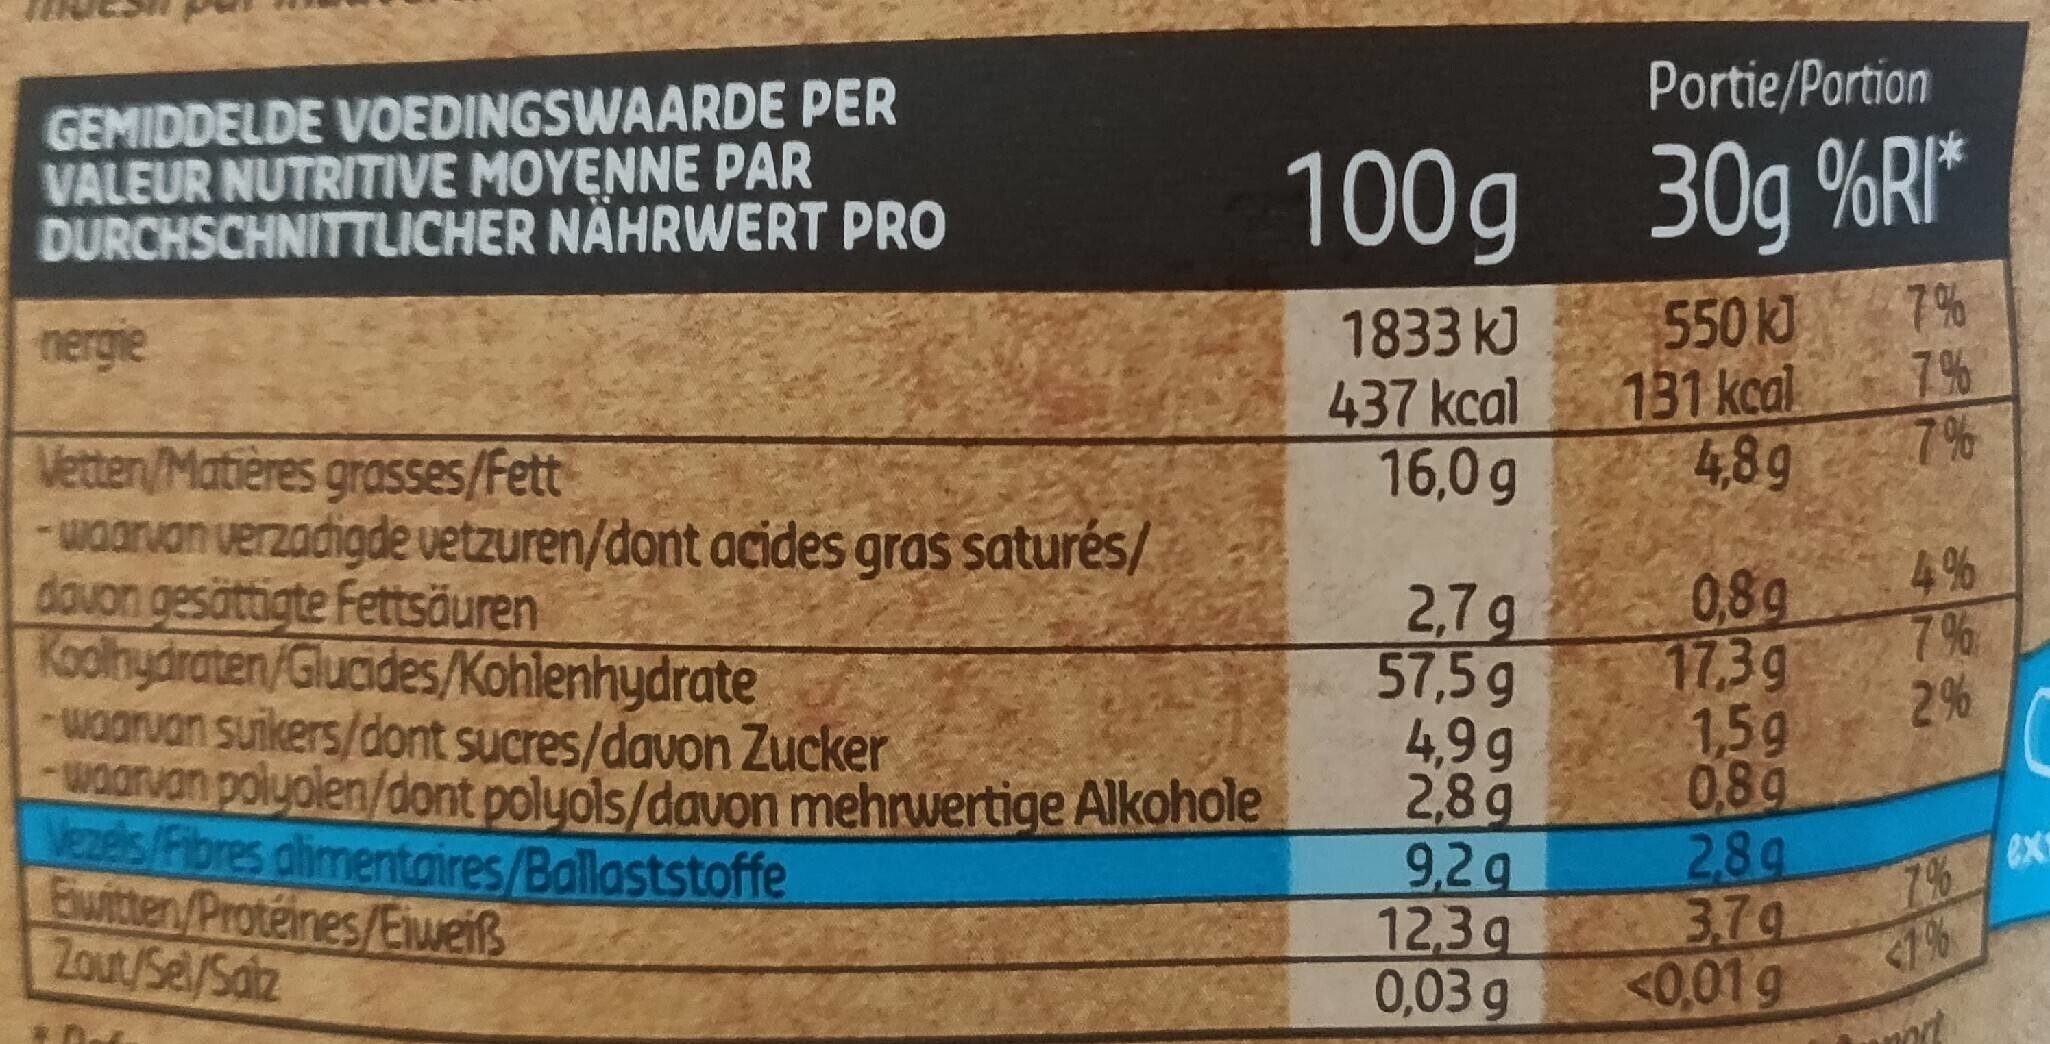 GEMIDDELDE VOEDINGSWAARDE PER
VALEUR NUTRITIVE MOYENNE PAR
DURCHSCHNITTLICHER NÄHRWERT PRO
100g
Portie/Portion
30g %RI*
nergie 1833 kJ 550 kJ 7%
437 kcal 131 kcal 7%
Vetten/Matières grasses/Fett 16,0 g 4,8 g 7%
- waarvan verzadigde vetzuren/dont acides gras saturés/
davon gesättigte Fettsäuren 2,7 g 0,8 g 4%
Koolhydraten/Glucides/Kohlenhydrate 57,5 g 17,3 g 7%
- waarvan suikers/dont sucres/davon Zucker 4,9 g 1,5 g 2%
- waarvan polyolen/dont polyols/davon mehrwertige Alkohole 2,8 g 0,8 g
Vezels/Fibres alimentaires/Ballaststoffe 9,2 g 2,8 g
Eiwitten/Protéines/Eiweiß 12,3 g 3,7 g 7%
Zout/Sel/Salz 0,03 g <0,01 g <1%